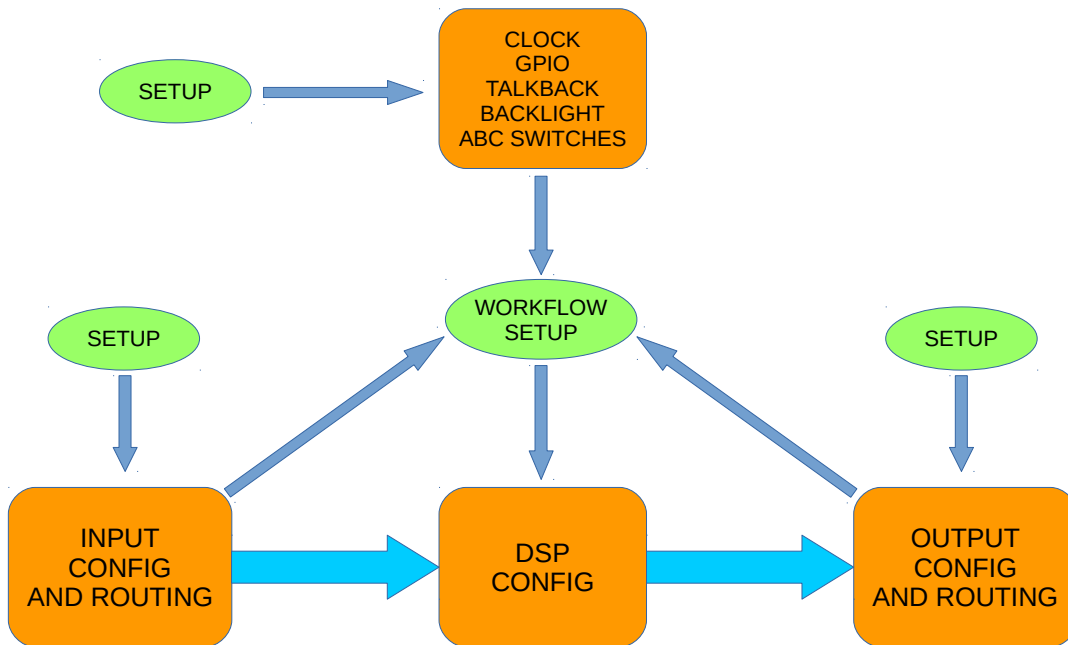 CLOCK
GPIO
TALKBACK
BACKLIGHT
ABC SWITCHES
SETUP
WORKFLOW
SETUP
SETUP
SETUP
INPUT
CONFIG
AND ROUTING
DSP
CONFIG
OUTPUT
CONFIG
AND ROUTING